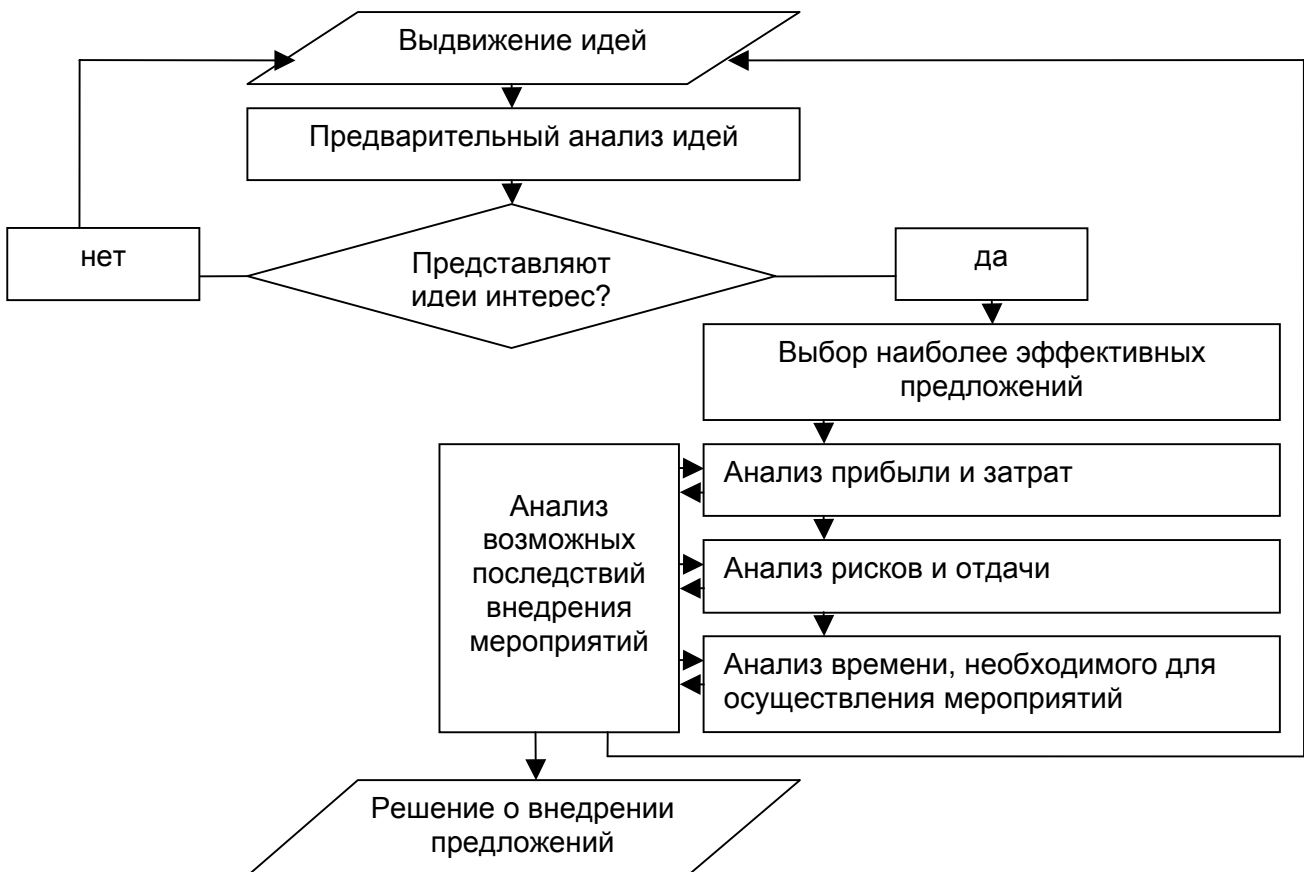 Выдвижение идей
Предварительный анализ идей
нет
Представляют
идеи интерес?
да
Выбор наиболее эффективных
предложений
Анализ прибыли и затрат
Анализ
возможных
последствий
внедрения
мероприятий
Анализ рисков и отдачи
Анализ времени, необходимого для
осуществления мероприятий
Решение о внедрении
предложений